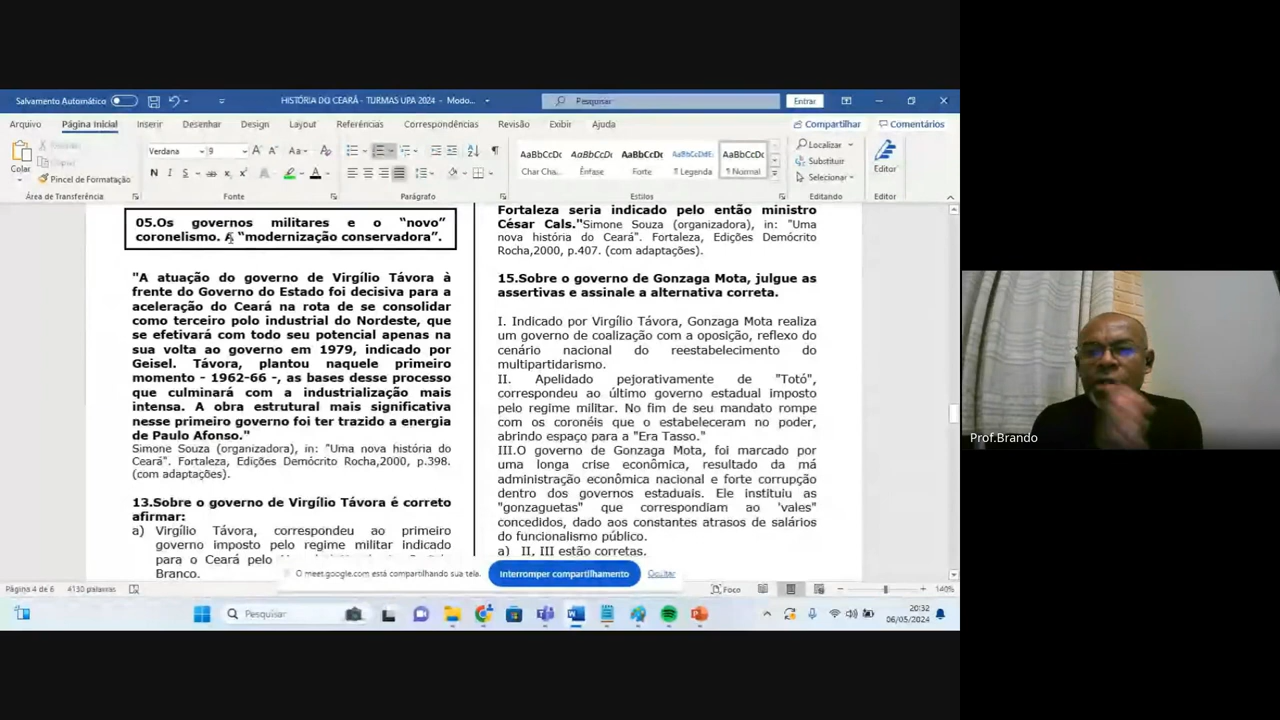 Salvamento Automático
HISTÓRIA DO CEARÁ - TURMAS UPA 2024 - Modo...
Pesquisar
Entrar
Arquivo Página Inicial Inserir Desenhar Design Layout Referências Correspondências Revisão Exibir Ajuda
Compartilhar Comentários
Colar
Copiar
Pincel de Formatação
Verdana 9
N I S
AaBbCcDc AaBbCcDc AaBbCcDc AaBbCcDdE AaBbCcDc
Char Cha... Ênfase Forte ¶ Legenda ¶ Normal
Localizar
Substituir
Selecionar
Editor
Área de Transferência Fonte Parágrafo Estilos Editando Editor
05.Os governos militares e o “novo”
coronelismo. A “modernização conservadora”.
"A atuação do governo de Virgílio Távora à
frente do Governo do Estado foi decisiva para a
aceleração do Ceará na rota de se consolidar
como terceiro polo industrial do Nordeste, que
se efetivará com todo seu potencial apenas na
sua volta ao governo em 1979, indicado por
Geisel. Távora, plantou naquele primeiro
momento - 1962-66 -, as bases desse processo
que culminará com a industrialização mais
intensa. A obra estrutural mais significativa
nesse primeiro governo foi ter trazido a energia
de Paulo Afonso."
Simone Souza (organizadora), in: "Uma nova história do
Ceará". Fortaleza, Edições Demócrito Rocha,2000, p.398.
(com adaptações).
13.Sobre o governo de Virgílio Távora é correto
afirmar:
a) Virgílio Távora, correspondeu ao primeiro
governo imposto pelo regime militar indicado
para o Ceará pelo
Branco.
Fortaleza seria indicado pelo então ministro
César Cals."Simone Souza (organizadora), in: "Uma
nova história do Ceará". Fortaleza, Edições Demócrito
Rocha,2000, p.407. (com adaptações).
15.Sobre o governo de Gonzaga Mota, julgue as
assertivas e assinale a alternativa correta.
I. Indicado por Virgílio Távora, Gonzaga Mota realiza
um governo de coalização com a oposição, reflexo do
cenário nacional do reestabelecimento do
multipartidarismo.
II. Apelidado pejorativamente de "Totó",
correspondeu ao último governo estadual imposto
pelo regime militar. No fim de seu mandato rompe
com os coronéis que o estabeleceram no poder,
abrindo espaço para a "Era Tasso."
III.O governo de Gonzaga Mota, foi marcado por
uma longa crise econômica, resultado da má
administração econômica nacional e forte corrupção
dentro dos governos estaduais. Ele instituiu as
"gonzaguetas" que correspondiam ao 'vales"
concedidos, dado aos constantes atrasos de salários
do funcionalismo público.
a) II, III estão corretas.
O meet.google.com está compartilhando sua tela. Interromper compartilhamento Ocultar
Página 4 de 6 4130 palavras
Foco
140%
Pesquisar
20:32
06/05/2024
Prof.Brando